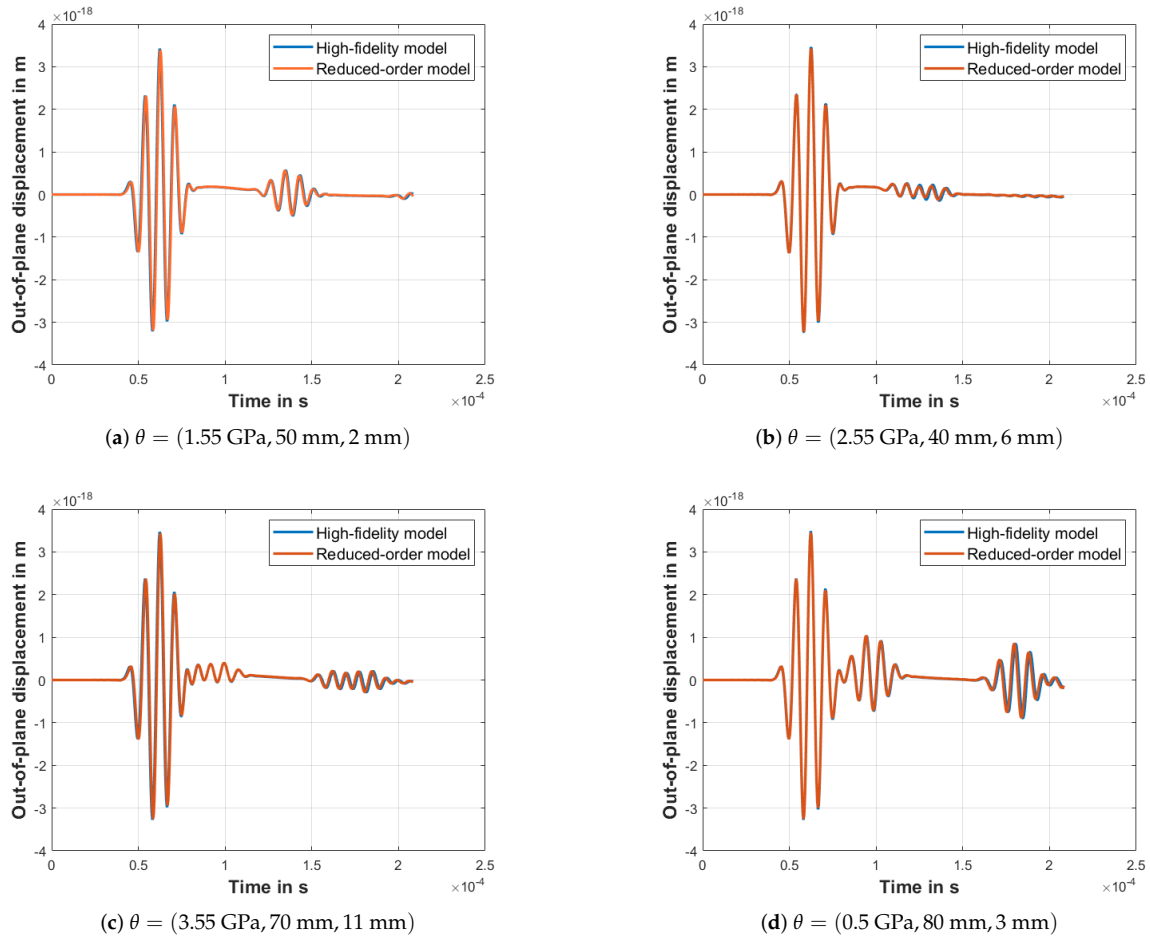 ×10⁻¹⁸
4
3
2
1
0
-1
-2
-3
-4
Out-of-plane displacement in m
High-fidelity model
Reduced-order model
0 0.5 1 1.5 2 2.5
Time in s
×10⁻⁴
(a) θ = (1.55 GPa, 50 mm, 2 mm)
×10⁻¹⁸
4
3
2
1
0
-1
-2
-3
-4
Out-of-plane displacement in m
High-fidelity model
Reduced-order model
0 0.5 1 1.5 2 2.5
Time in s
×10⁻⁴
(b) θ = (2.55 GPa, 40 mm, 6 mm)
×10⁻¹⁸
4
3
2
1
0
-1
-2
-3
-4
Out-of-plane displacement in m
High-fidelity model
Reduced-order model
0 0.5 1 1.5 2 2.5
Time in s
×10⁻⁴
(c) θ = (3.55 GPa, 70 mm, 11 mm)
×10⁻¹⁸
4
3
2
1
0
-1
-2
-3
-4
Out-of-plane displacement in m
High-fidelity model
Reduced-order model
0 0.5 1 1.5 2 2.5
Time in s
×10⁻⁴
(d) θ = (0.5 GPa, 80 mm, 3 mm)